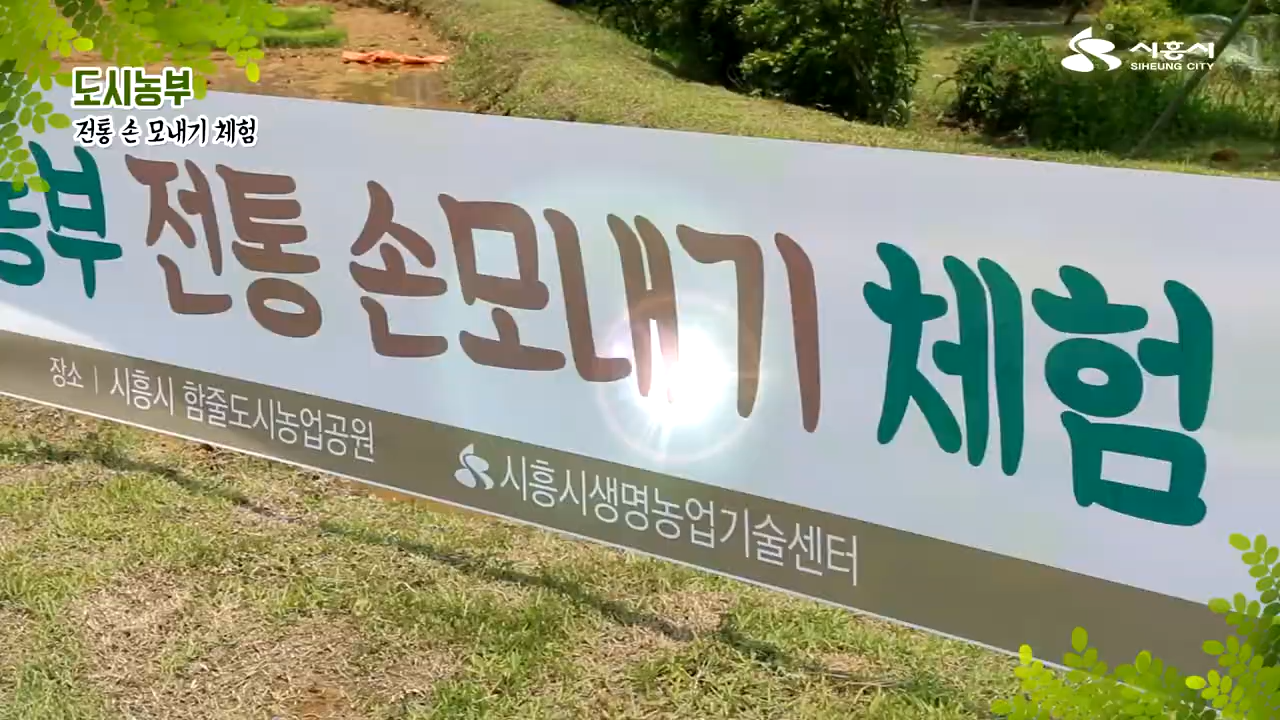 도시농부
전통 손 모내기 체험
시흥시
SIHEUNG CITY
농부 전통 손모내기 체험
장소 | 시흥시 함줄도시농업공원
시흥시생명농업기술센터